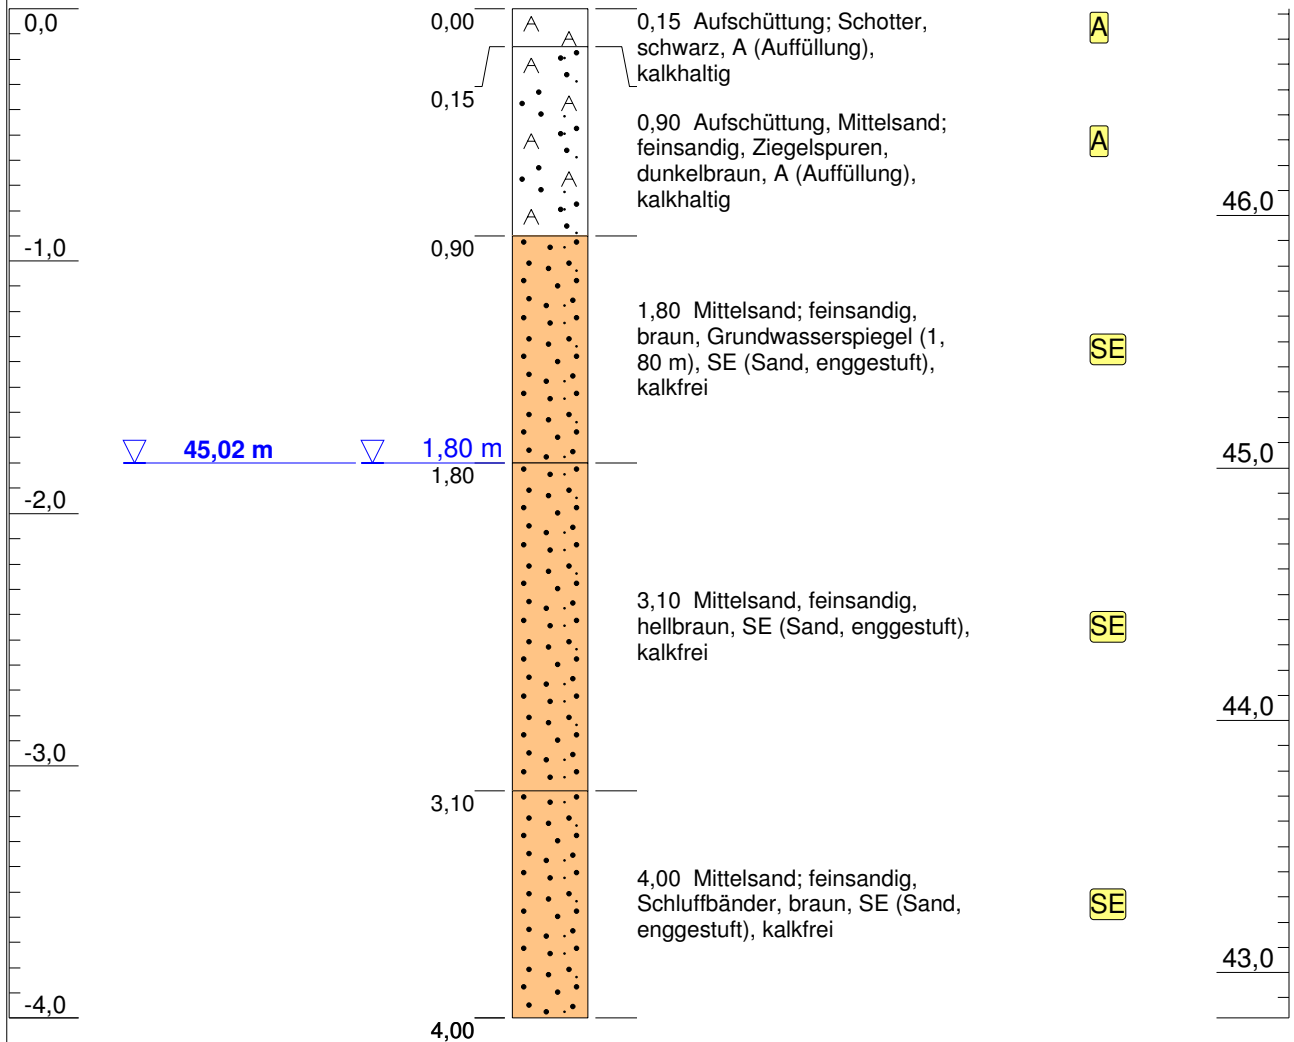 0,0
0,00
0,15 Aufschüttung; Schotter,
schwarz, A (Auffüllung),
kalkhaltig
A
0,15
0,90 Aufschüttung, Mittelsand;
feinsandig, Ziegelspuren,
dunkelbraun, A (Auffüllung),
kalkhaltig
A
46,0
-1,0
0,90
1,80 Mittelsand; feinsandig,
braun, Grundwasserspiegel (1,
80 m), SE (Sand, enggestuft),
kalkfrei
SE
45,02 m
1,80 m
1,80
45,0
-2,0
3,10 Mittelsand, feinsandig,
hellbraun, SE (Sand, enggestuft),
kalkfrei
SE
44,0
-3,0
3,10
4,00 Mittelsand; feinsandig,
Schluffbänder, braun, SE (Sand,
enggestuft), kalkfrei
SE
43,0
-4,0
4,00
A
A
A
A
A
A
A